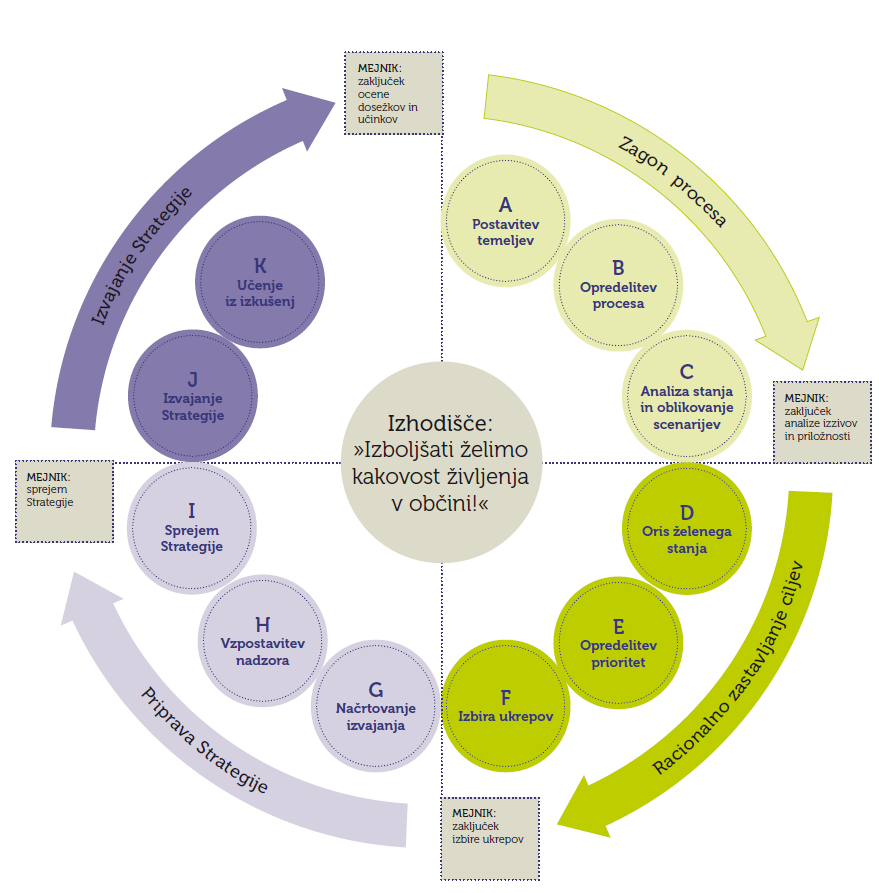 MEJNIK:
zaključek
ocene
dosežkov in
učinkov
Zagon procesa
A
Postavitev
temeljev
B
Opredelitev
procesa
C
Analiza stanja
in oblikovanje
scenarijev
MEJNIK:
zaključek
analize izzivov
in priložnosti
D
Oris želenega
stanja
E
Opredelitev
prioritet
F
Izbira ukrepov
Racionalno zastavljanje ciljev
MEJNIK:
zaključek
izbire ukrepov
G
Načrtovanje
izvajanja
H
Vzpostavitev
nadzora
I
Sprejem
Strategije
Priprava Strategije
MEJNIK:
sprejem
Strategije
J
Izvajanje
Strategije
K
Učenje
iz izkušenj
Izvajanje Strategije
Izhodišče:
»Izboljšati želimo
kakovost življenja
v občini!«